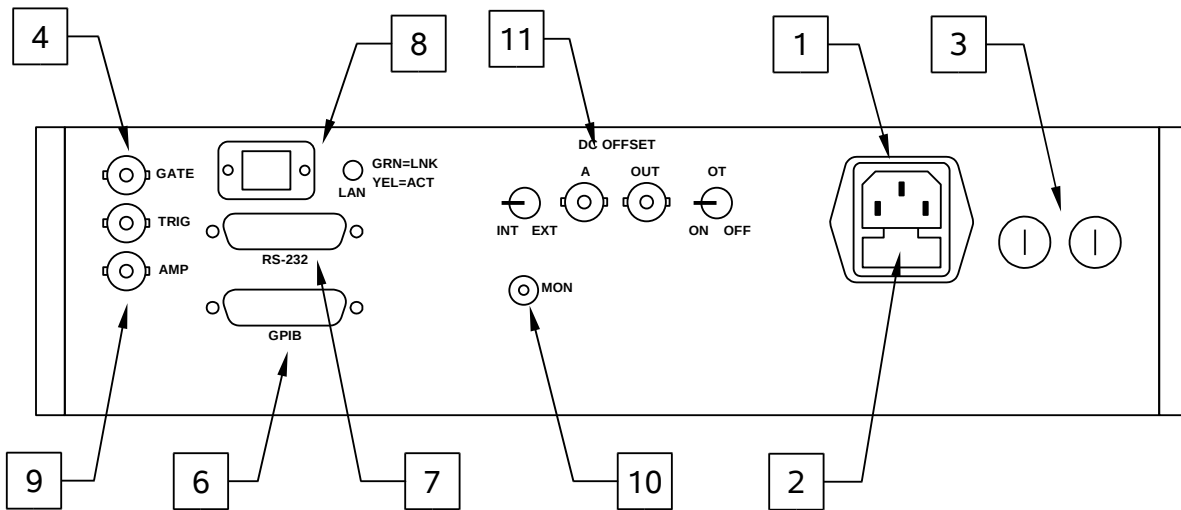 4
8
11
1
3
DC OFFSET
GATE
GRN=LNK
YEL=ACT
LAN
A
OUT
OT
TRIG
INT EXT
ON OFF
RS-232
AMP
MON
GPIB
9
6
7
10
2